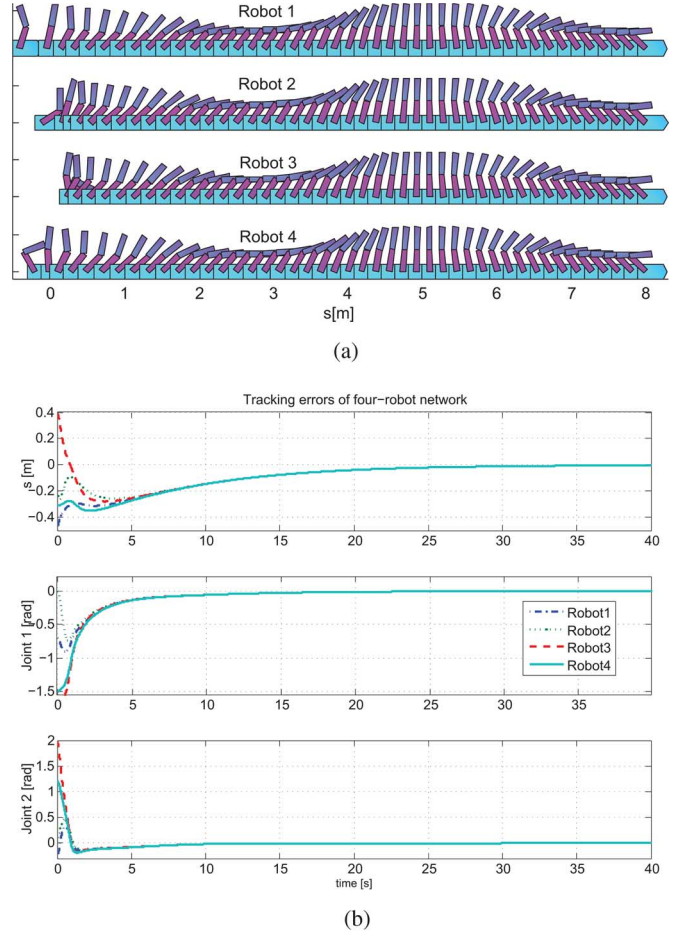 Robot 1
Robot 2
Robot 3
Robot 4
0 1 2 3 4 5 6 7 8
s[m]
(a)
Tracking errors of four−robot network
0.4
0.2
0
−0.2
−0.4
s [m]
0 5 10 15 20 25 30 35 40
0
−0.5
−1
−1.5
Joint 1 [rad]
Robot1
Robot2
Robot3
Robot4
0 5 10 15 20 25 30 35
2
1.5
1
0.5
0
Joint 2 [rad]
0 5 10 15 20 25 30 35 40
time [s]
(b)